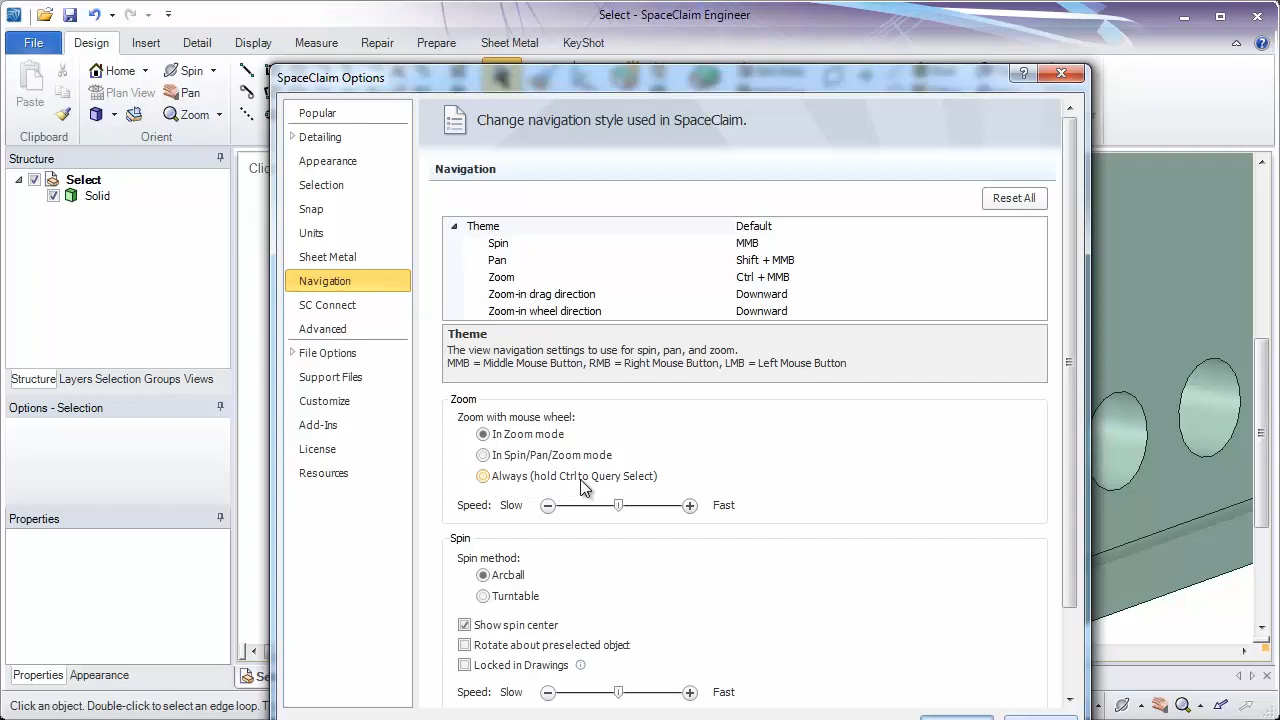 Select - SpaceClaim Engineer
File Design Insert Detail Display Measure Repair Prepare Sheet Metal KeyShot
Paste
Home
Plan View
Spin
Pan
Zoom
Clipboard
Orient
SpaceClaim Options
Structure
Select
Solid
Structure Layers Selection Groups Views
Options - Selection
Properties
Properties Appearance
Popular
Detailing
Appearance
Selection
Snap
Units
Sheet Metal
Navigation
SC Connect
Advanced
File Options
Support Files
Customize
Add-Ins
License
Resources
Change navigation style used in SpaceClaim.
Navigation
Reset All
Theme Default
Spin MMB
Pan Shift + MMB
Zoom Ctrl + MMB
Zoom-in drag direction Downward
Zoom-in wheel direction Downward
Theme
The view navigation settings to use for spin, pan, and zoom.
MMB = Middle Mouse Button, RMB = Right Mouse Button, LMB = Left Mouse Button
Zoom
Zoom with mouse wheel:
In Zoom mode
In Spin/Pan/Zoom mode
Always (hold Ctrl to Query Select)
Speed: Slow Fast
Spin
Spin method:
Arcball
Turntable
Show spin center
Rotate about preselected object
Locked in Drawings
Speed: Slow Fast
Click an object. Double-click to select an edge loop.